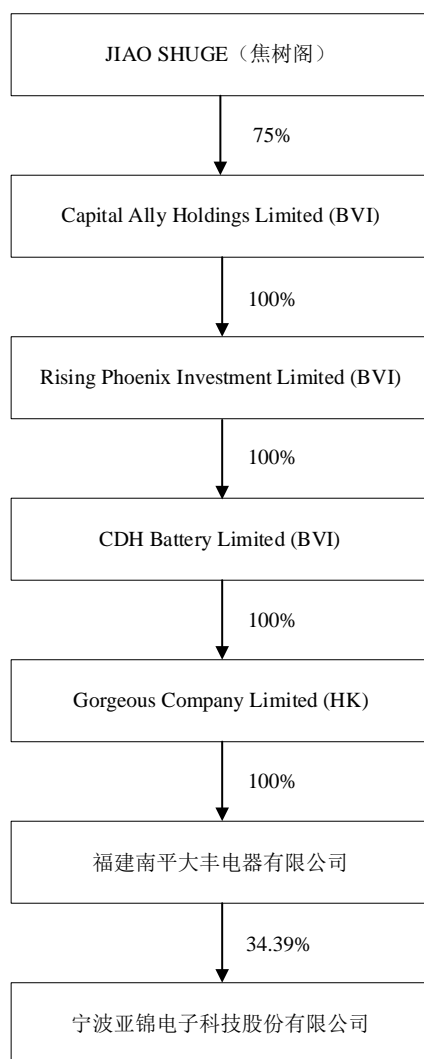 JIAO SHUGE（焦树阁）
75%
Capital Ally Holdings Limited (BVI)
100%
Rising Phoenix Investment Limited (BVI)
100%
CDH Battery Limited (BVI)
100%
Gorgeous Company Limited (HK)
100%
福建南平大丰电器有限公司
34.39%
宁波亚锦电子科技股份有限公司